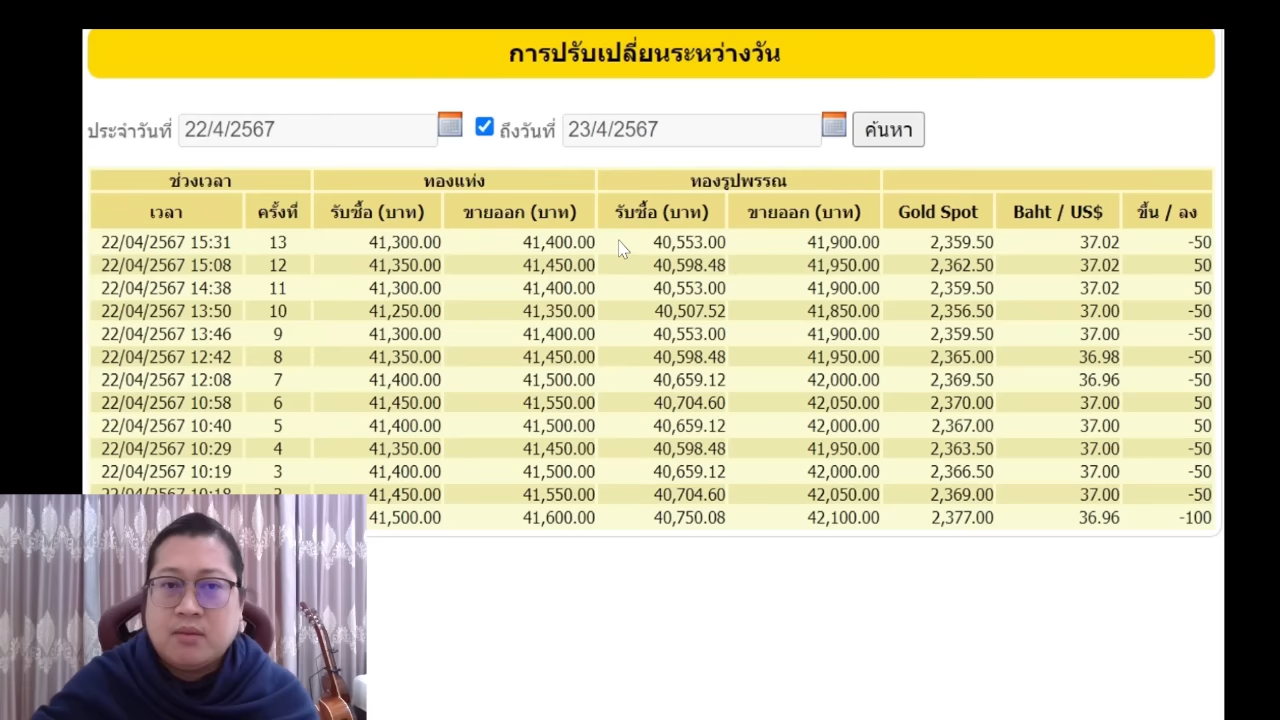 การปรับเปลี่ยนระหว่างวัน
ประจำวันที่ 22/4/2567 ถึงวันที่ 23/4/2567 ค้นหา
ช่วงเวลา ทองแท่ง ทองรูปพรรณ
เวลา ครั้งที่ รับซื้อ (บาท) ขายออก (บาท) รับซื้อ (บาท) ขายออก (บาท) Gold Spot Baht / US$ ขึ้น / ลง
22/04/2567 15:31 13 41,300.00 41,400.00 40,553.00 41,900.00 2,359.50 37.02 -50
22/04/2567 15:08 12 41,350.00 41,450.00 40,598.48 41,950.00 2,362.50 37.02 50
22/04/2567 14:38 11 41,300.00 41,400.00 40,553.00 41,900.00 2,359.50 37.02 50
22/04/2567 13:50 10 41,250.00 41,350.00 40,507.52 41,850.00 2,356.50 37.00 -50
22/04/2567 13:46 9 41,300.00 41,400.00 40,553.00 41,900.00 2,359.50 37.00 -50
22/04/2567 12:42 8 41,350.00 41,450.00 40,598.48 41,950.00 2,365.00 36.98 -50
22/04/2567 12:08 7 41,400.00 41,500.00 40,659.12 42,000.00 2,369.50 36.96 -50
22/04/2567 10:58 6 41,450.00 41,550.00 40,704.60 42,050.00 2,370.00 37.00 50
22/04/2567 10:40 5 41,400.00 41,500.00 40,659.12 42,000.00 2,367.00 37.00 50
22/04/2567 10:29 4 41,350.00 41,450.00 40,598.48 41,950.00 2,363.50 37.00 -50
22/04/2567 10:19 3 41,400.00 41,500.00 40,659.12 42,000.00 2,366.50 37.00 -50
22/04/2567 10:18 2 41,450.00 41,550.00 40,704.60 42,050.00 2,369.00 37.00 -50
41,500.00 41,600.00 40,750.08 42,100.00 2,377.00 36.96 -100